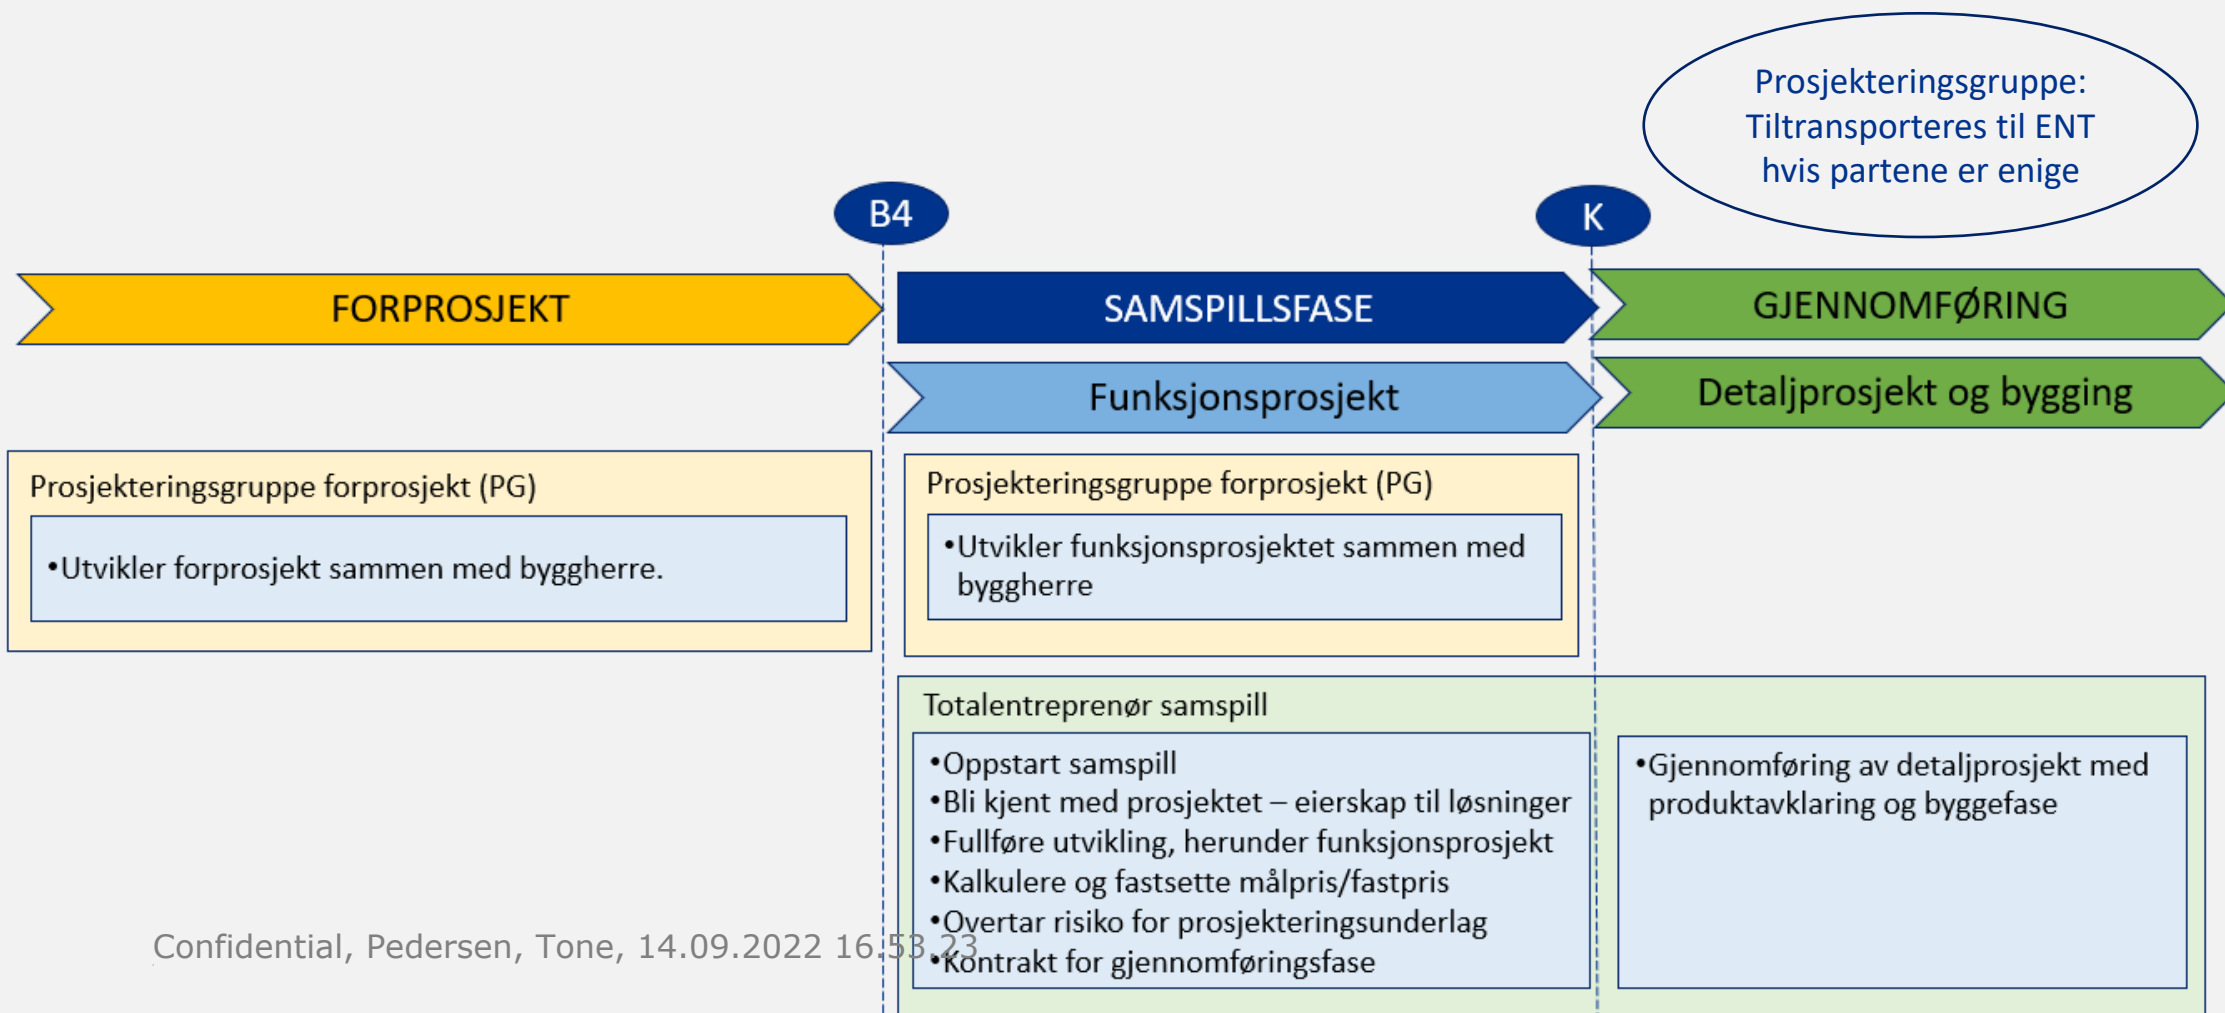 Prosjekteringsgruppe:
Tiltransporteres til ENT
hvis partene er enige
B4
K
FORPROSJEKT
SAMSPILLSFASE
GJENNOMFØRING
Funksjonsprosjekt
Detaljprosjekt og bygging
Prosjekteringsgruppe forprosjekt (PG)
•Utvikler forprosjekt sammen med byggherre.
Prosjekteringsgruppe forprosjekt (PG)
•Utvikler funksjonsprosjektet sammen med
byggherre
Totalentreprenør samspill
•Oppstart samspill
•Bli kjent med prosjektet – eierskap til løsninger
•Fullføre utvikling, herunder funksjonsprosjekt
•Kalkulere og fastsette målpris/fastpris
•Overtar risiko for prosjekteringsunderlag
•Kontrakt for gjennomføringsfase
•Gjennomføring av detaljprosjekt med
produktavklaring og byggefase
Confidential, Pedersen, Tone, 14.09.2022 16.53.23